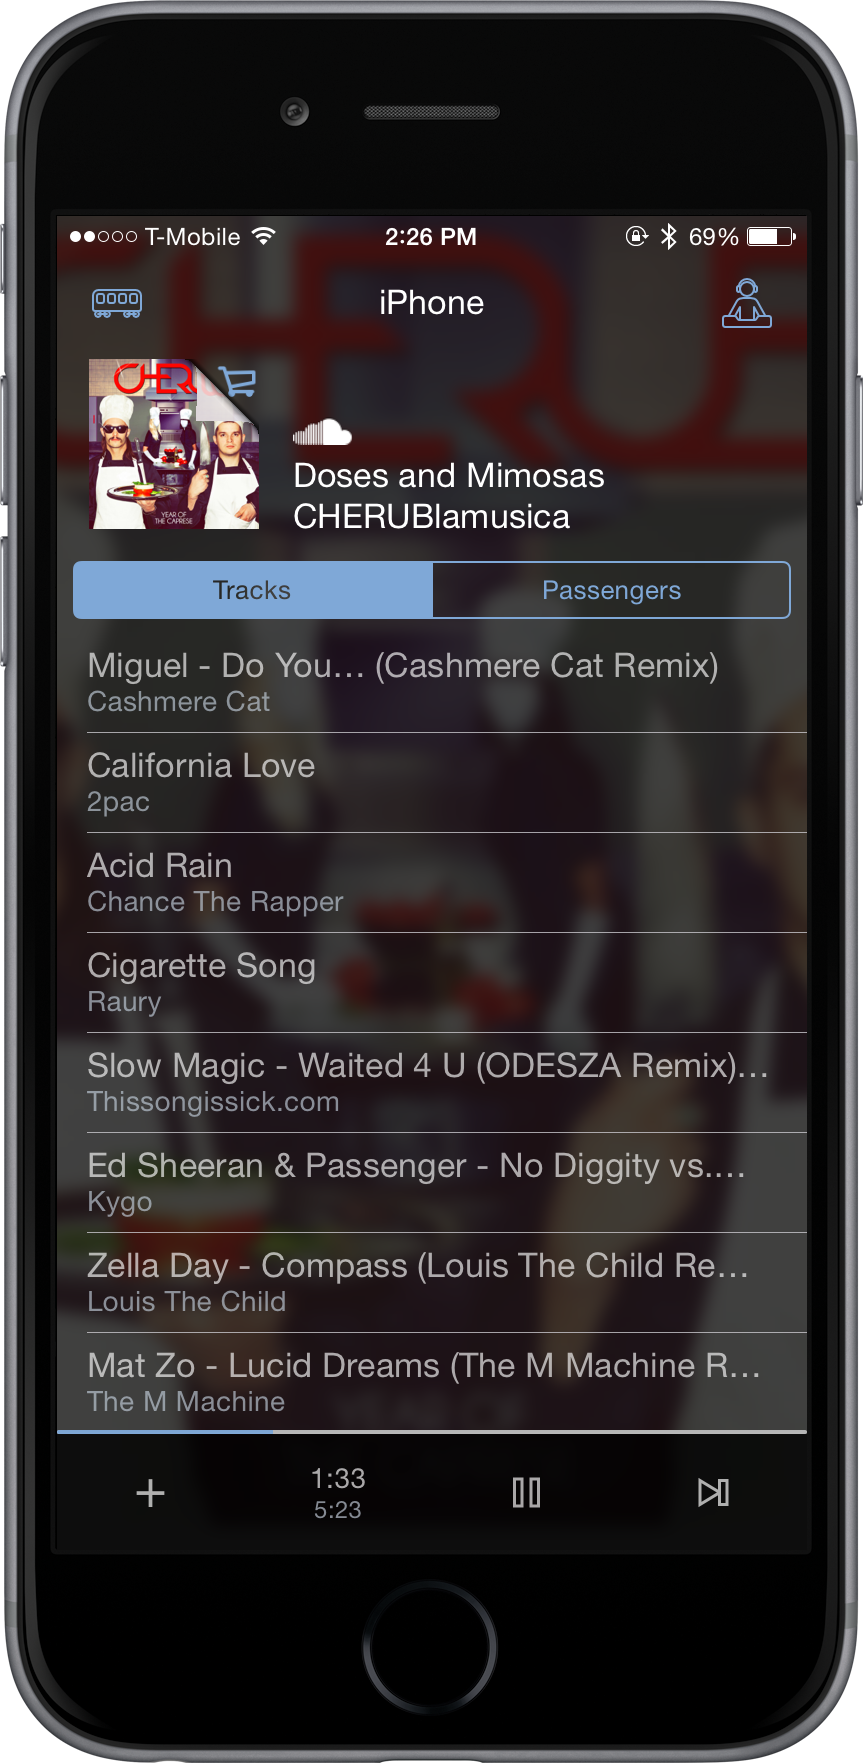 T-Mobile 2:26 PM 69%
iPhone
CHERU
YEAR OF
THE CAPRESE
Doses and Mimosas
CHERUBlamusica
Tracks Passengers
Miguel - Do You... (Cashmere Cat Remix)
Cashmere Cat
California Love
2pac
Acid Rain
Chance The Rapper
Cigarette Song
Raury
Slow Magic - Waited 4 U (ODESZA Remix)...
Thissongissick.com
Ed Sheeran & Passenger - No Diggity vs....
Kygo
Zella Day - Compass (Louis The Child Re...
Louis The Child
Mat Zo - Lucid Dreams (The M Machine R...
The M Machine
1:33
5:23